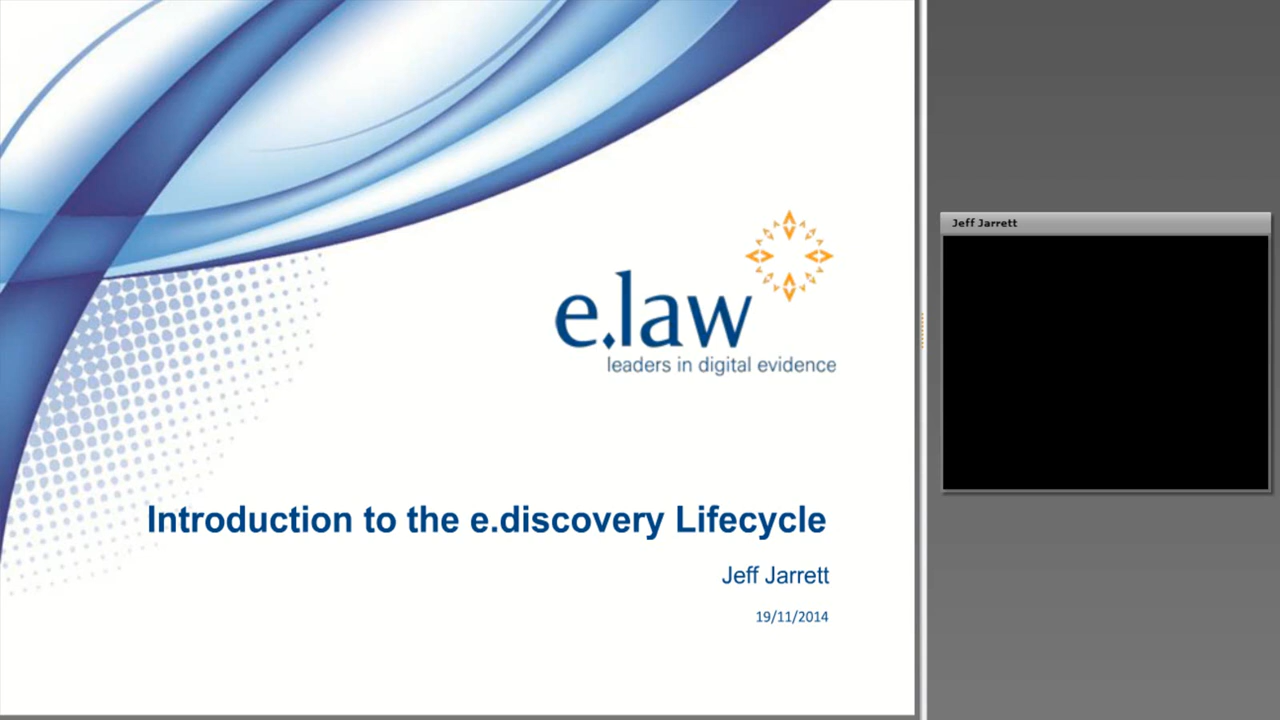 e.law
leaders in digital evidence
Introduction to the e.discovery Lifecycle
Jeff Jarrett
19/11/2014
Jeff Jarrett